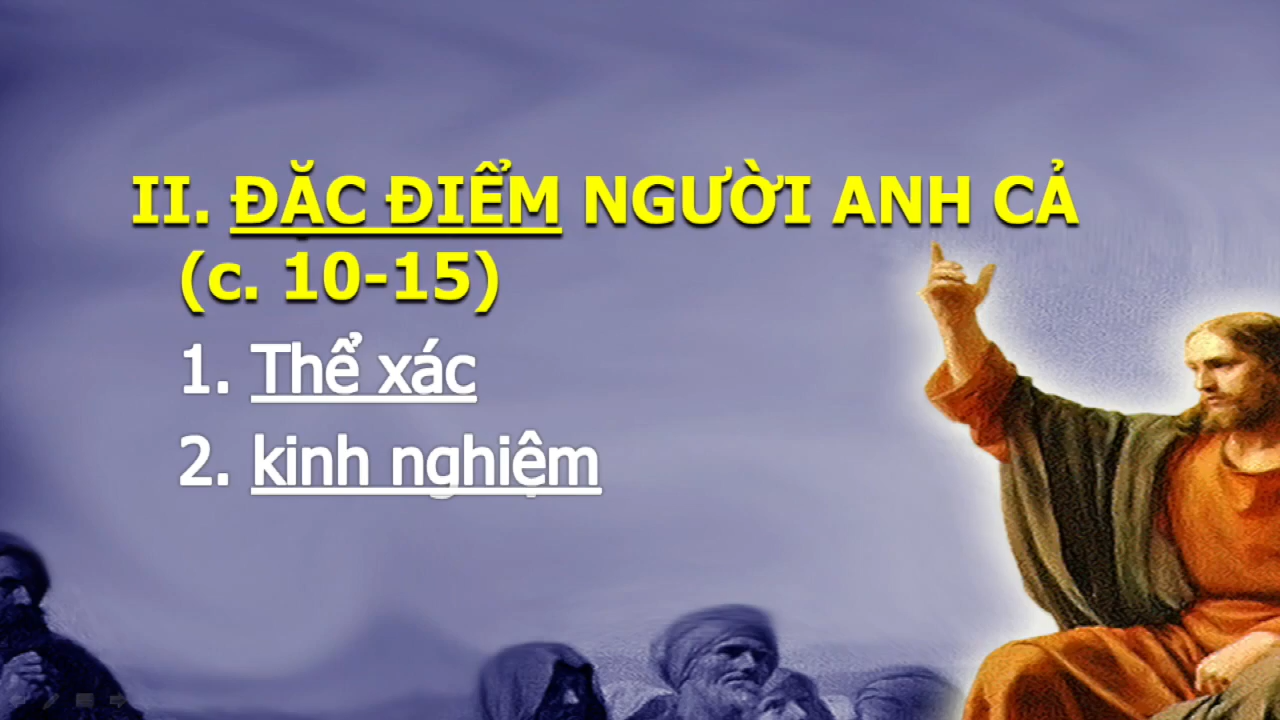 II. ĐẶC ĐIỂM NGƯỜI ANH CẢ
(c. 10-15)
1. Thể xác
2. kinh nghiệm